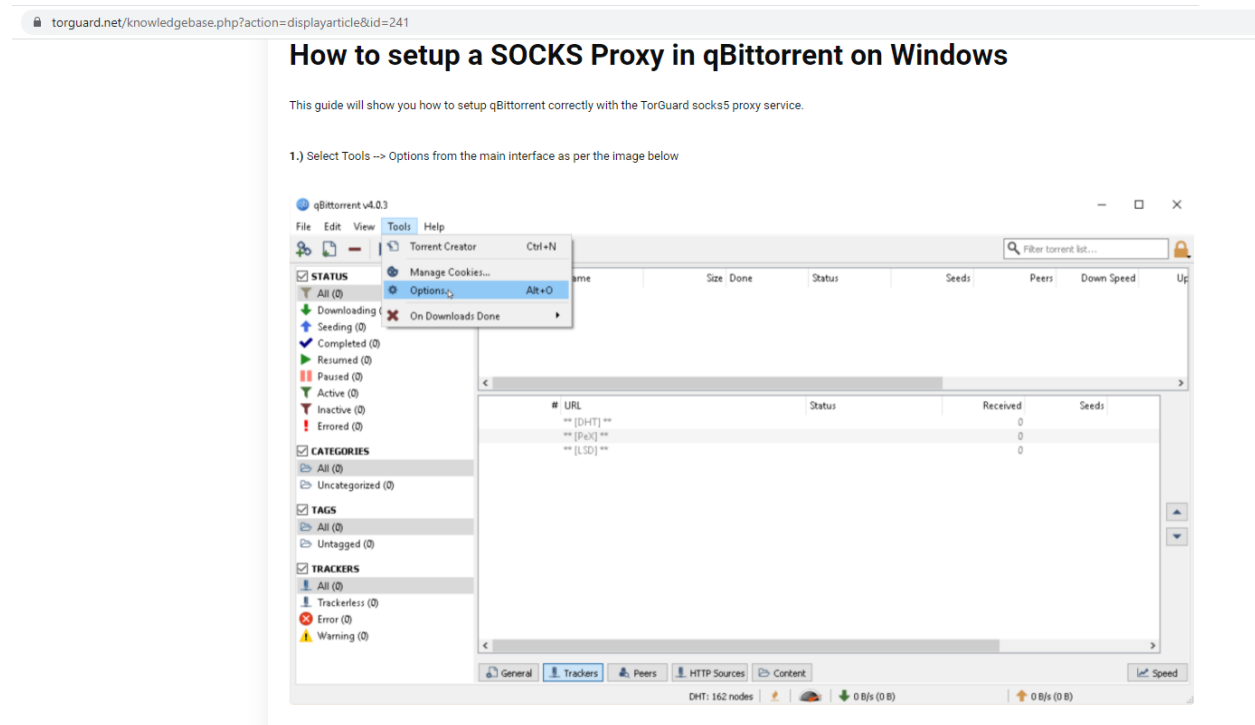 torguard.net/knowledgebase.php?action=displayarticle&id=241
How to setup a SOCKS Proxy in qBittorrent on Windows
This guide will show you how to setup qBittorrent correctly with the TorGuard socks5 proxy service.
1.) Select Tools --> Options from the main interface as per the image below
qBittorrent v4.0.3
File Edit View Tools Help
Torrent Creator Ctrl+N
Filter torrent list...
Manage Cookies...
Options... Alt+O
On Downloads Done
Size Done Status Seeds Peers Down Speed
STATUS
All (0)
Downloading
Seeding (0)
Completed (0)
Resumed (0)
Paused (0)
Active (0)
Inactive (0)
Errored (0)
CATEGORIES
All (0)
Uncategorized (0)
TAGS
All (0)
Untagged (0)
TRACKERS
All (0)
Trackerless (0)
Error (0)
Warning (0)
# URL Status Received Seeds
** [DHT] ** 0
** [PeX] ** 0
** [LSD] ** 0
General Trackers Peers HTTP Sources Content Speed
DHT: 162 nodes 0 B/s (0 B) 0 B/s (0 B)